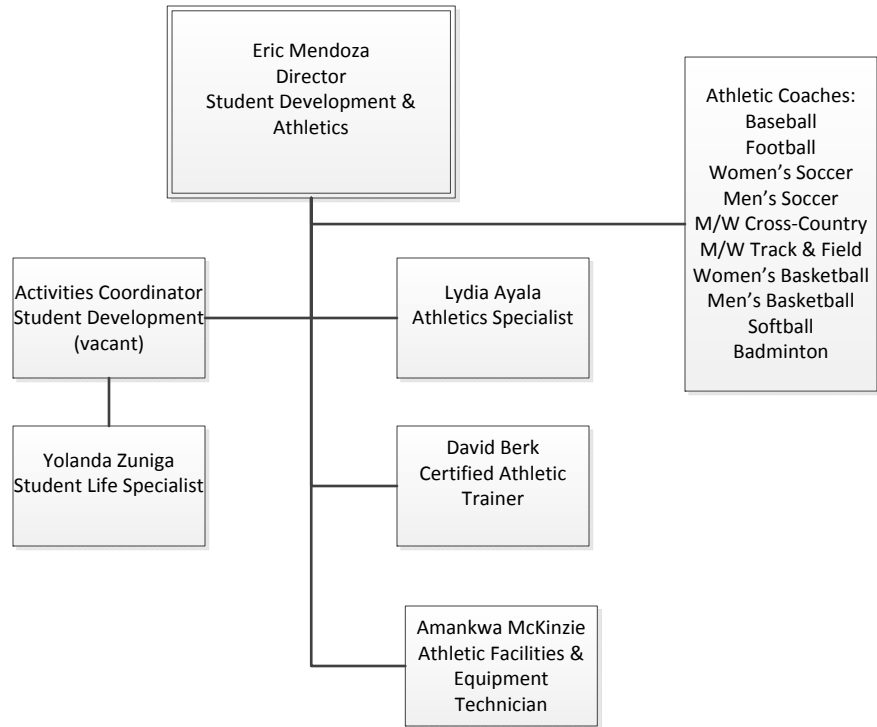 Eric Mendoza
Director
Student Development &
Athletics
Athletic Coaches:
Baseball
Football
Women’s Soccer
Men’s Soccer
M/W Cross-Country
M/W Track & Field
Women’s Basketball
Men’s Basketball
Softball
Badminton
Activities Coordinator
Student Development
(vacant)
Lydia Ayala
Athletics Specialist
Yolanda Zuniga
Student Life Specialist
David Berk
Certified Athletic
Trainer
Amankwa McKinzie
Athletic Facilities &
Equipment
Technician